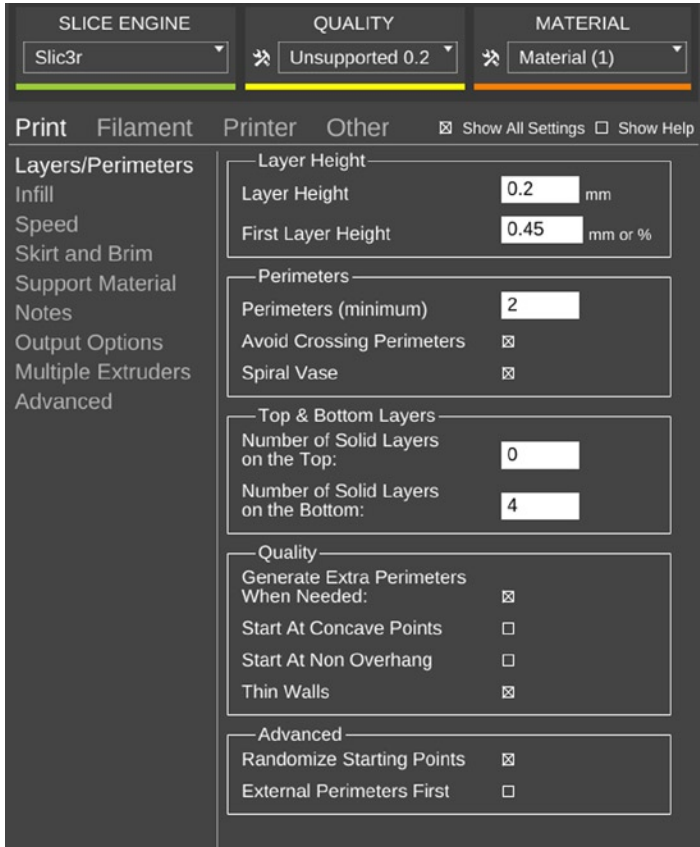 SLICE ENGINE QUALITY MATERIAL
Slic3r Unsupported 0.2 Material (1)
Print Filament Printer Other Show All Settings Show Help
Layers/Perimeters
Infill
Speed
Skirt and Brim
Support Material
Notes
Output Options
Multiple Extruders
Advanced
Layer Height
Layer Height 0.2 mm
First Layer Height 0.45 mm or %
Perimeters
Perimeters (minimum) 2
Avoid Crossing Perimeters
Spiral Vase
Top & Bottom Layers
Number of Solid Layers
on the Top: 0
Number of Solid Layers
on the Bottom: 4
Quality
Generate Extra Perimeters
When Needed:
Start At Concave Points
Start At Non Overhang
Thin Walls
Advanced
Randomize Starting Points
External Perimeters First